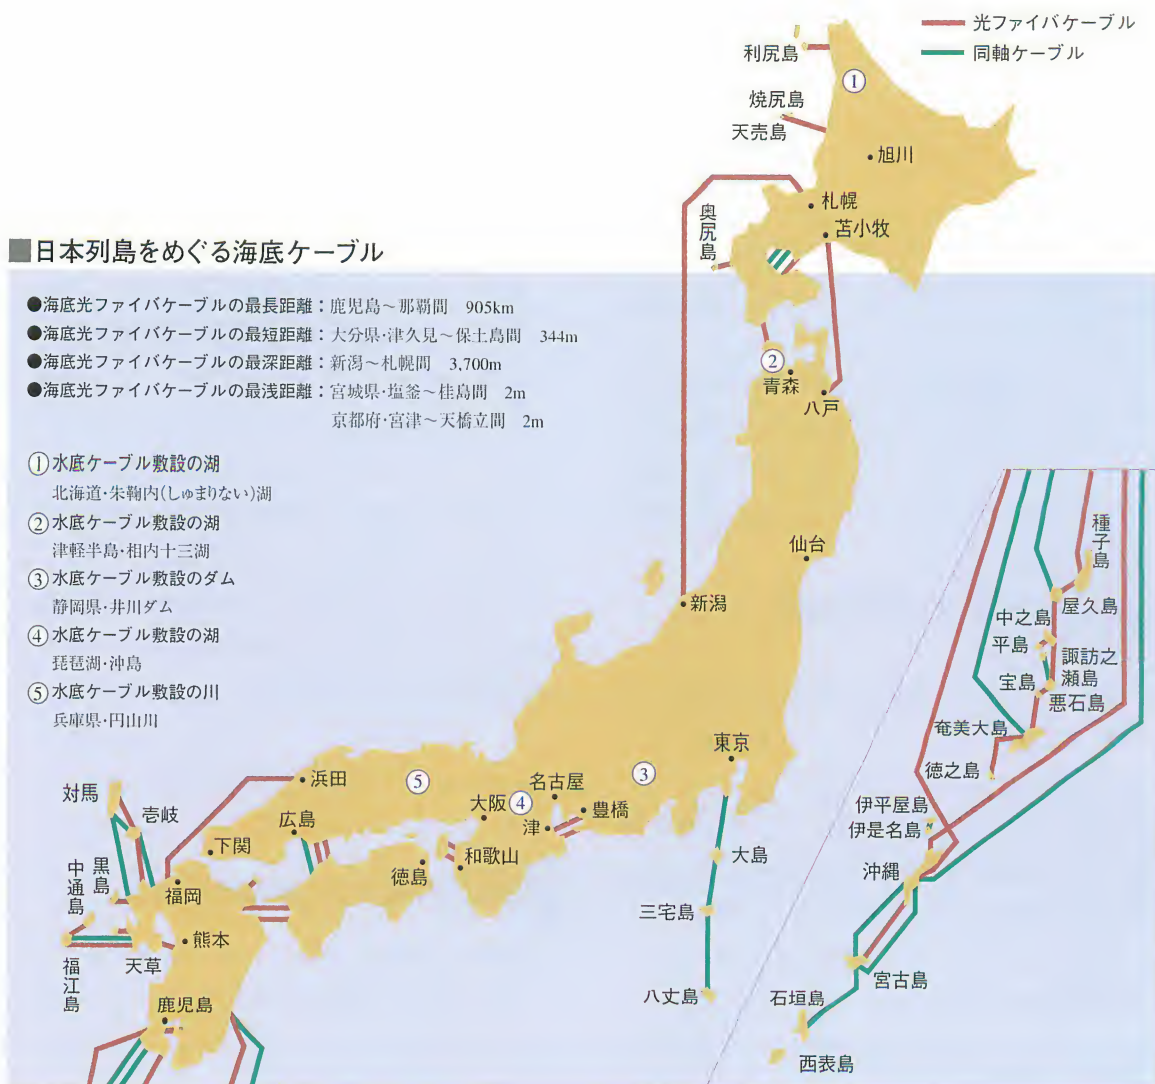 光ファイバケーブル
同軸ケーブル
利尻島
①
焼尻島
天売島
旭川
札幌
苫小牧
奥尻島
■日本列島をめぐる海底ケーブル
●海底光ファイバケーブルの最長距離：鹿児島～那覇間 905km
●海底光ファイバケーブルの最短距離：大分県・津久見～保土島間 344m
●海底光ファイバケーブルの最深距離：新潟～札幌間 3,700m
●海底光ファイバケーブルの最浅距離：宮城県・塩釜～桂島間 2m
京都府・宮津～天橋立間 2m
②
青森
八戸
①水底ケーブル敷設の湖
北海道・朱鞠内(しゅまりない)湖
②水底ケーブル敷設の湖
津軽半島・相内十三湖
③水底ケーブル敷設のダム
静岡県・井川ダム
④水底ケーブル敷設の湖
琵琶湖・沖島
⑤水底ケーブル敷設の川
兵庫県・円山川
仙台
新潟
東京
③
名古屋
豊橋
④
津
大阪
和歌山
⑤
浜田
広島
下関
徳島
対馬
壱岐
黒島
中通島
福岡
福江島
天草
熊本
鹿児島
大島
三宅島
八丈島
種子島
屋久島
中之島
平島
諏訪之
瀬島
宝島
悪石島
奄美大島
徳之島
伊平屋島
伊是名島
沖縄
宮古島
石垣島
西表島